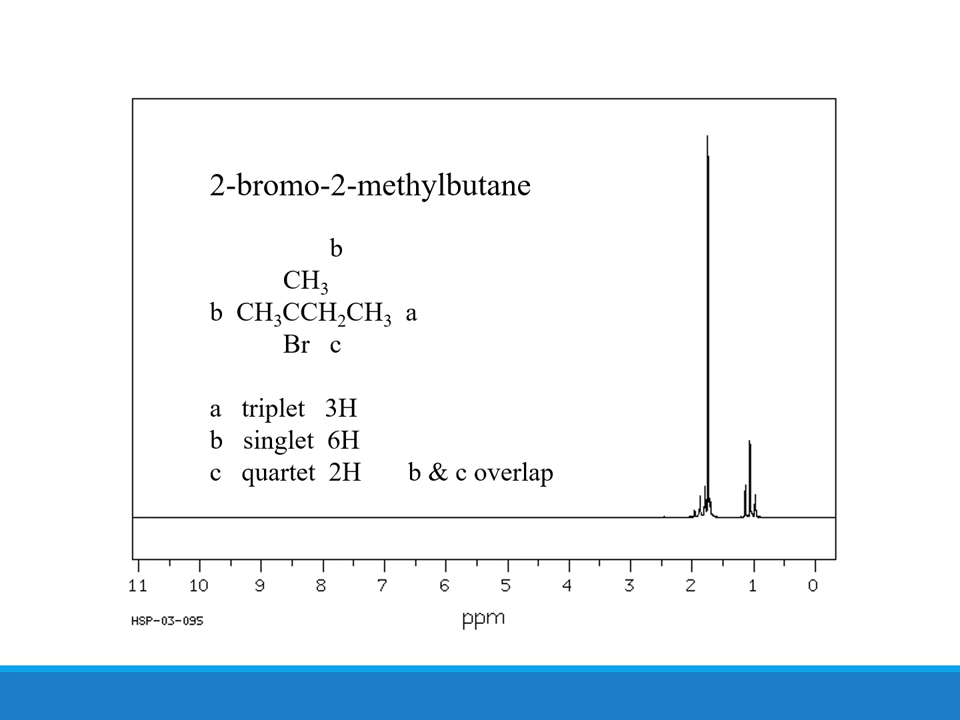 2-bromo-2-methylbutane
b
CH₃
b CH₃CCH₂CH₃ a
Br c
a triplet 3H
b singlet 6H
c quartet 2H b & c overlap
11 10 9 8 7 6 5 4 3 2 1 0
HSP-03-095
ppm